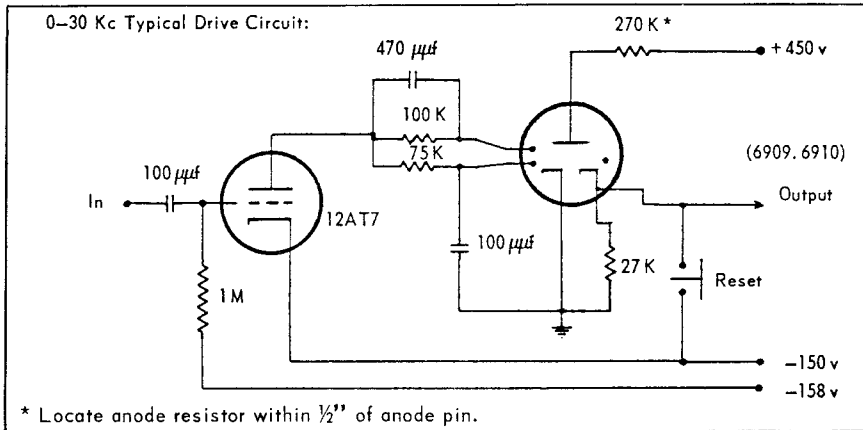 0–30 Kc Typical Drive Circuit:
270 K *
470 μμf
+450 v
100 K
75 K
(6909, 6910)
100 μμf
Output
In
12AT7
100 μμf
27 K
Reset
1M
–150 v
–158 v
* Locate anode resistor within ½" of anode pin.